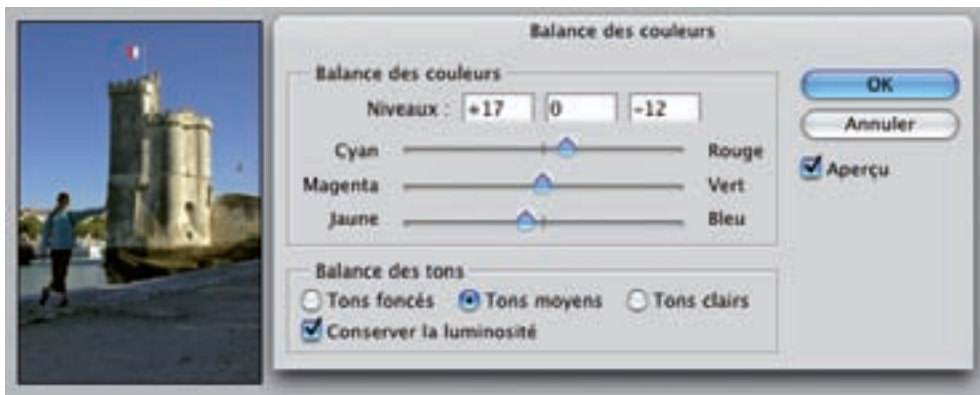 Balance des couleurs
Balance des couleurs
Niveaux : +17 0 -12
Cyan Rouge
Magenta Vert
Jaune Bleu
Balance des tons
Tons foncés Tons moyens Tons clairs
Conserver la luminosité
OK
Annuler
Aperçu